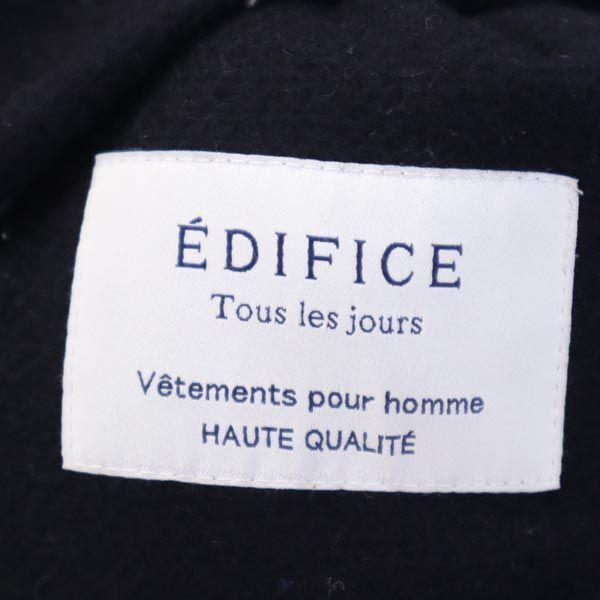 ÉDIFICE
Tous les jours
Vêtements pour homme
HAUTE QUALITÉ